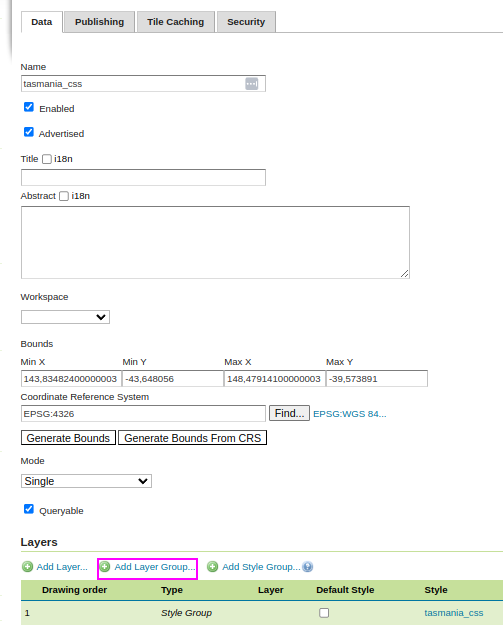 Data Publishing Tile Caching Security
Name
tasmania_css
Enabled
Advertised
Title i18n
Abstract i18n
Workspace
Bounds
Min X Min Y Max X Max Y
143,83482400000003 -43,648056 148,47914100000003 -39,573891
Coordinate Reference System
EPSG:4326 Find... EPSG:WGS 84...
Generate Bounds Generate Bounds From CRS
Mode
Single
Queryable
Layers
Add Layer... Add Layer Group... Add Style Group...
Drawing order Type Layer Default Style Style
1 Style Group tasmania_css